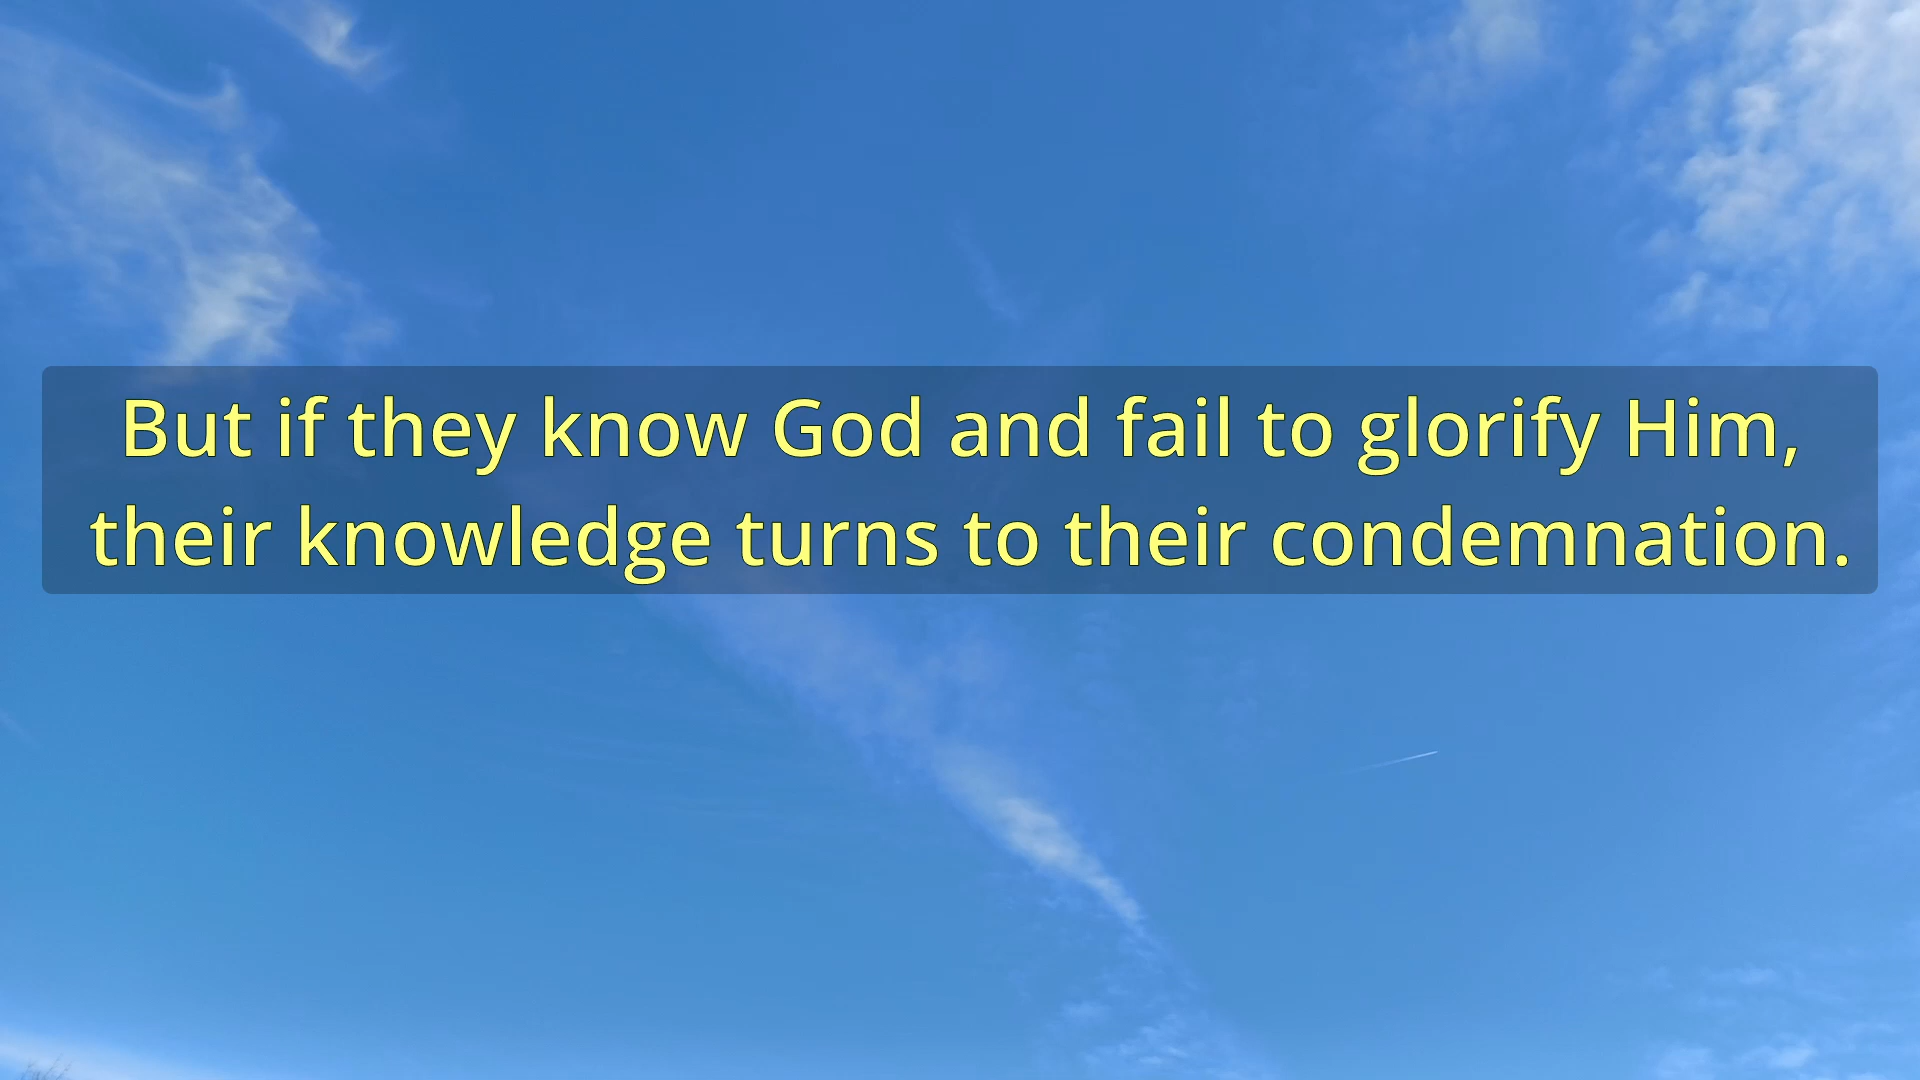 But if they know God and fail to glorify Him,
their knowledge turns to their condemnation.